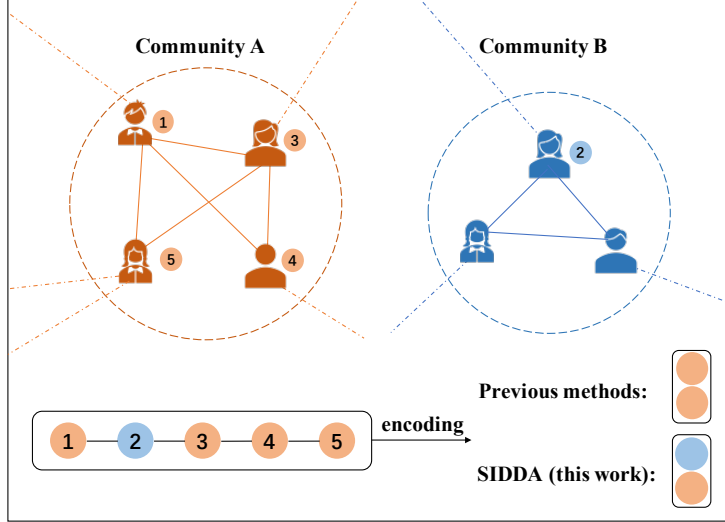 Community A
Community B
1
3
2
5
4
Previous methods:
1 2 3 4 5
encoding
SIDDA (this work):